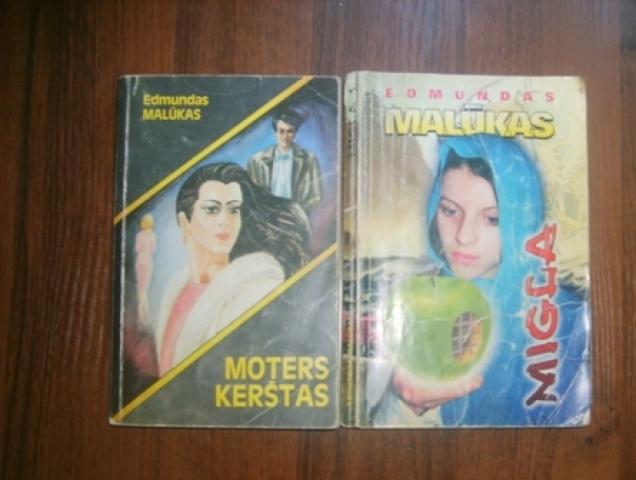 Edmundas
MALŪKAS
MOTERS
KERŠTAS
EDMUNDAS
MALŪKAS
MIGLA